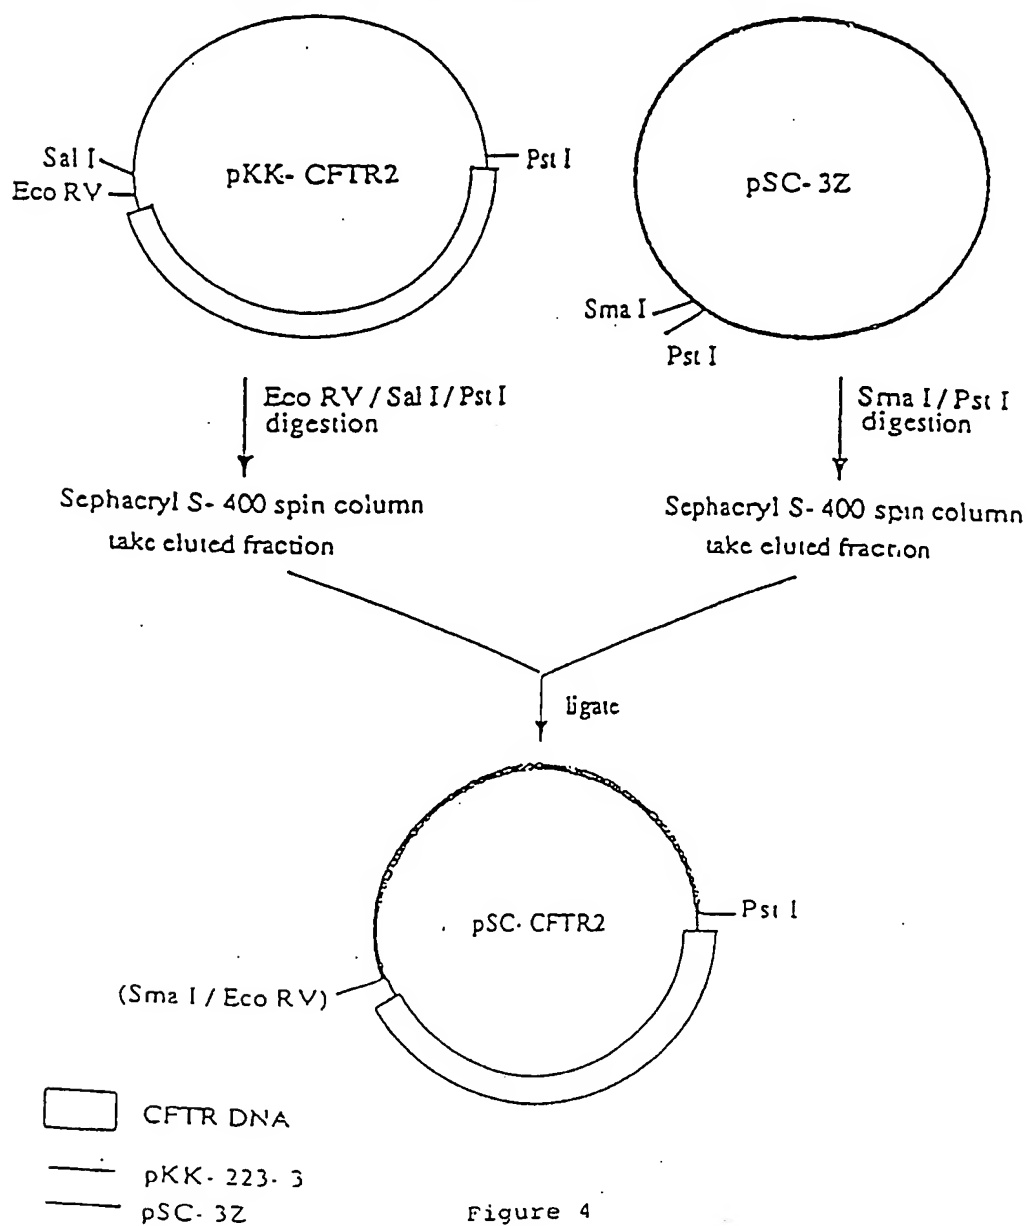 Sal I
Eco RV
pKK- CFTR2
Pst I
pSC- 3Z
Sma I
Pst I
Eco RV / Sal I / Pst I
digestion
Sma I / Pst I
digestion
Sephacryl S- 400 spin column
take eluted fraction
Sephacryl S- 400 spin column
take eluted fraction
ligate
pSC- CFTR2
Pst I
(Sma I / Eco RV)
CFTR DNA
pKK- 223- 3
pSC- 3Z
Figure 4